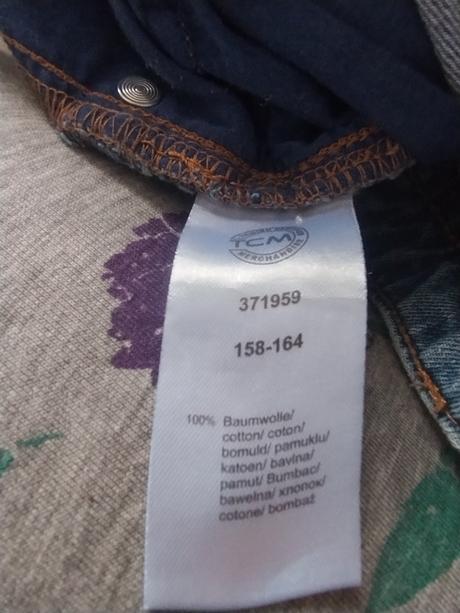 TCM
MERCHANDISE
371959
158-164
100% Baumwolle/
cotton/ coton/
bomuld/ pamuklu/
katoen/ bavlna/
pamut/ Bumbac/
bawełna/ хлопок/
cotone/ bombaž